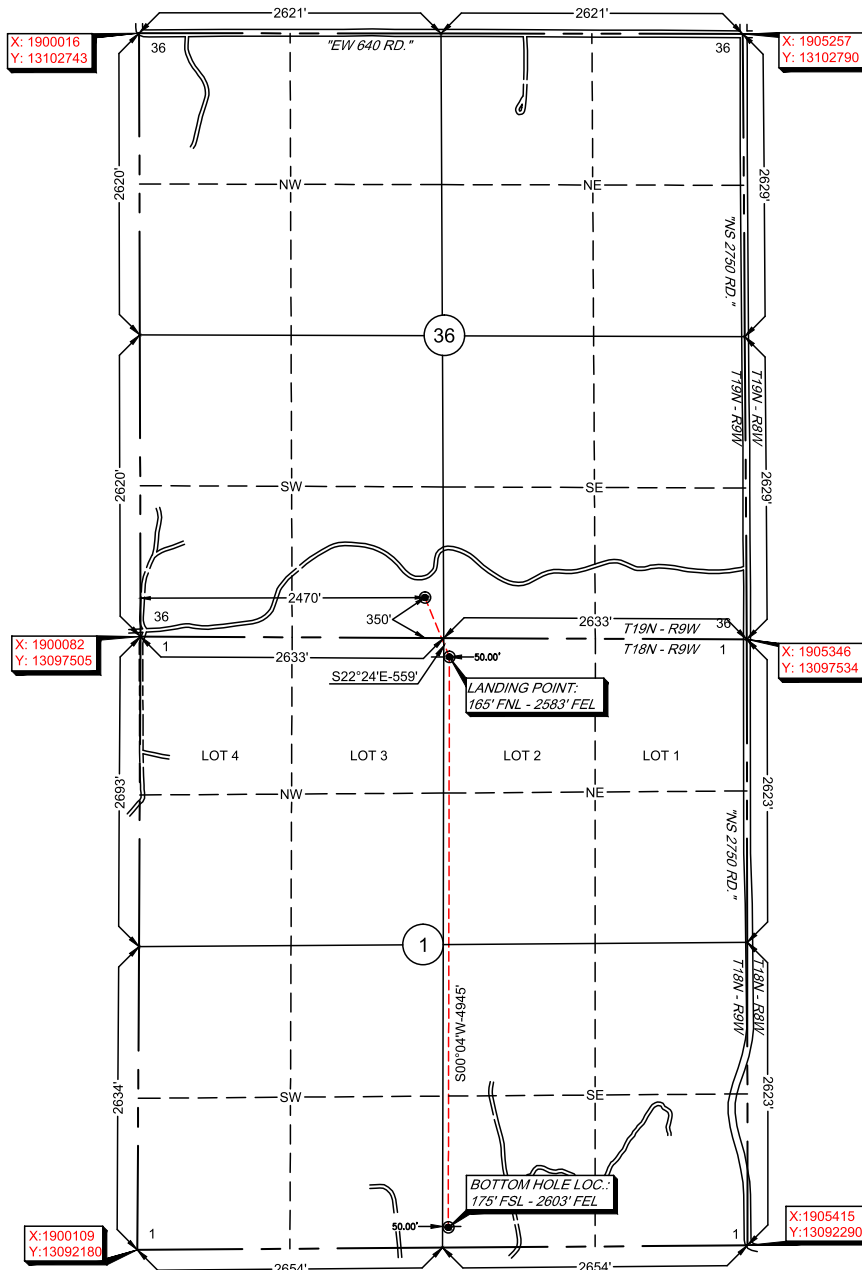 2621'
2621'
X: 1900016
Y: 13102743
36
"EW 640 RD."
36
X: 1905257
Y: 13102790
2620'
NW
NE
2629'
"NS 2750 RD."
36
T19N - R9W
T19N - R8W
2620'
SW
SE
2629'
2470'
36
350'
2633'
T19N - R9W
36
X: 1900082
Y: 13097505
1
2633'
T18N - R9W
1
X: 1905346
Y: 13097534
50.00'
S22°24'E-559'
LANDING POINT:
165' FNL - 2583' FEL
LOT 4
LOT 3
LOT 2
LOT 1
2693'
NW
NE
2623'
"NS 2750 RD."
1
T18N - R9W
T18N - R8W
S00°04'W-4945'
2634'
SW
SE
2623'
BOTTOM HOLE LOC.:
175' FSL - 2603' FEL
50.00'
X:1900109
Y:13092180
1
1
X:1905415
Y:13092290
2654'
2654'